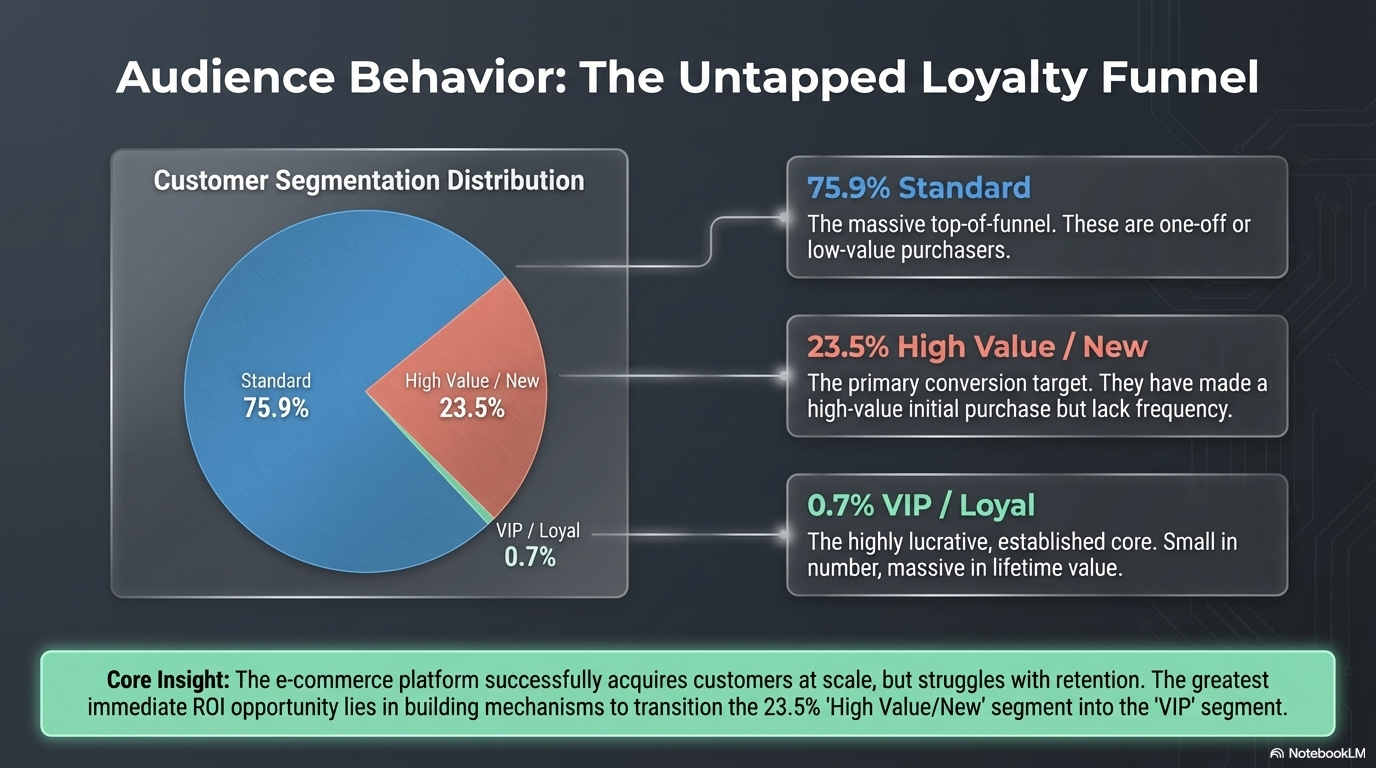 Audience Behavior: The Untapped Loyalty Funnel
Customer Segmentation Distribution
Standard
75.9%
High Value / New
23.5%
VIP / Loyal
0.7%
75.9% Standard
The massive top-of-funnel. These are one-off or
low-value purchasers.
23.5% High Value / New
The primary conversion target. They have made a
high-value initial purchase but lack frequency.
0.7% VIP / Loyal
The highly lucrative, established core. Small in
number, massive in lifetime value.
Core Insight: The e-commerce platform successfully acquires customers at scale, but struggles with retention. The greatest
immediate ROI opportunity lies in building mechanisms to transition the 23.5% 'High Value/New' segment into the 'VIP' segment.
NotebookLM